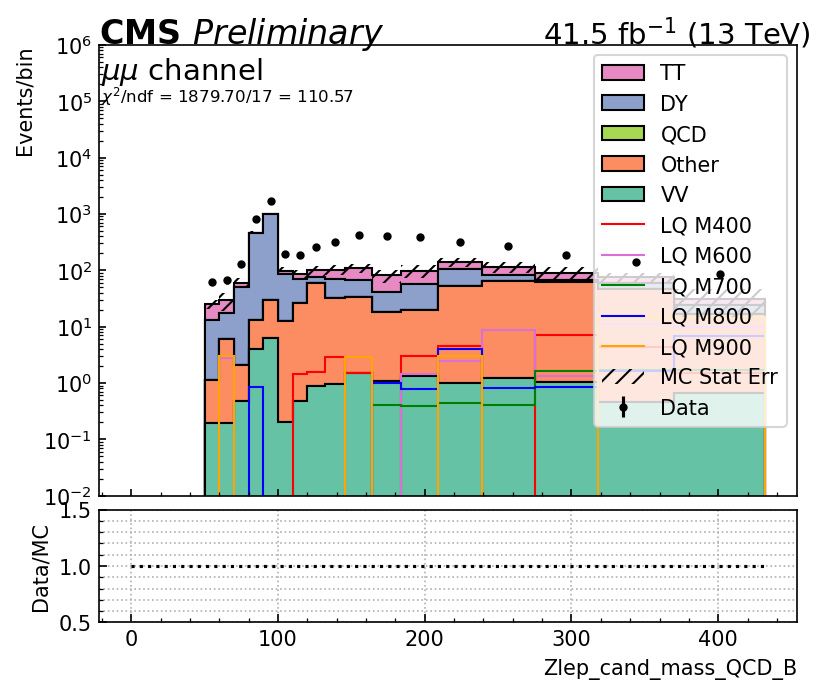 CMS Preliminary
41.5 fb⁻¹ (13 TeV)
μμ channel
χ²/ndf = 1879.70/17 = 110.57
Events/bin
10⁶
10⁵
10⁴
10³
10²
10¹
10⁰
10⁻¹
10⁻²
TT
DY
QCD
Other
VV
LQ M400
LQ M600
LQ M700
LQ M800
LQ M900
MC Stat Err
Data
Data/MC
1.5
1.0
0.5
0
100
200
300
400
Zlep_cand_mass_QCD_B